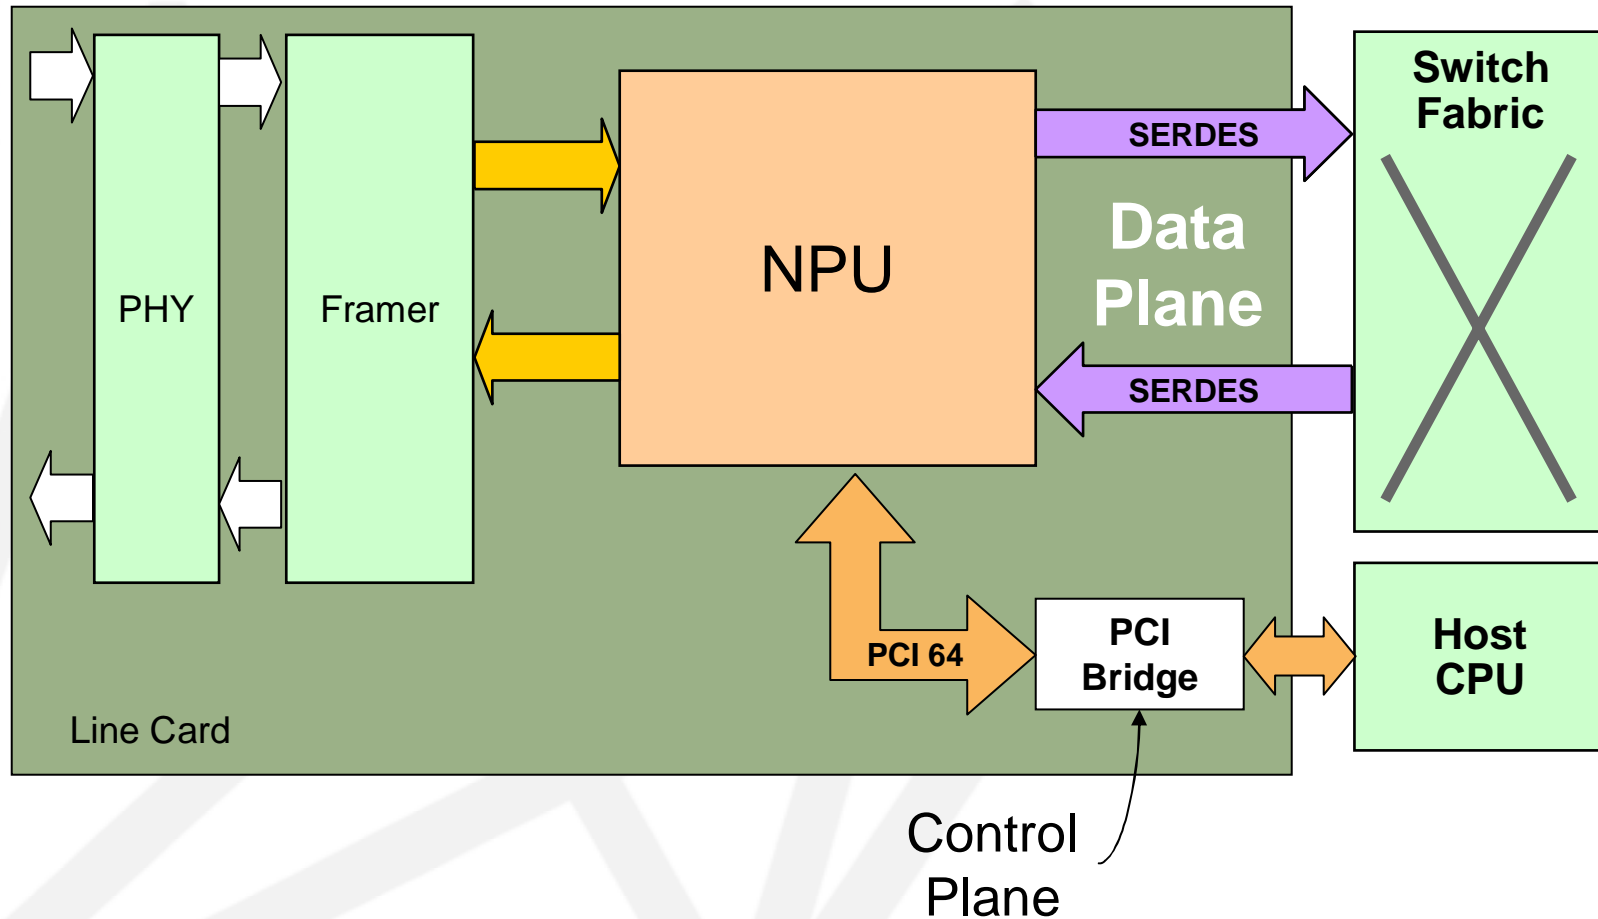 Switch
Fabric
SERDES
Data
Plane
NPU
PHY
Framer
SERDES
PCI 64
PCI
Bridge
Host
CPU
Line Card
Control
Plane